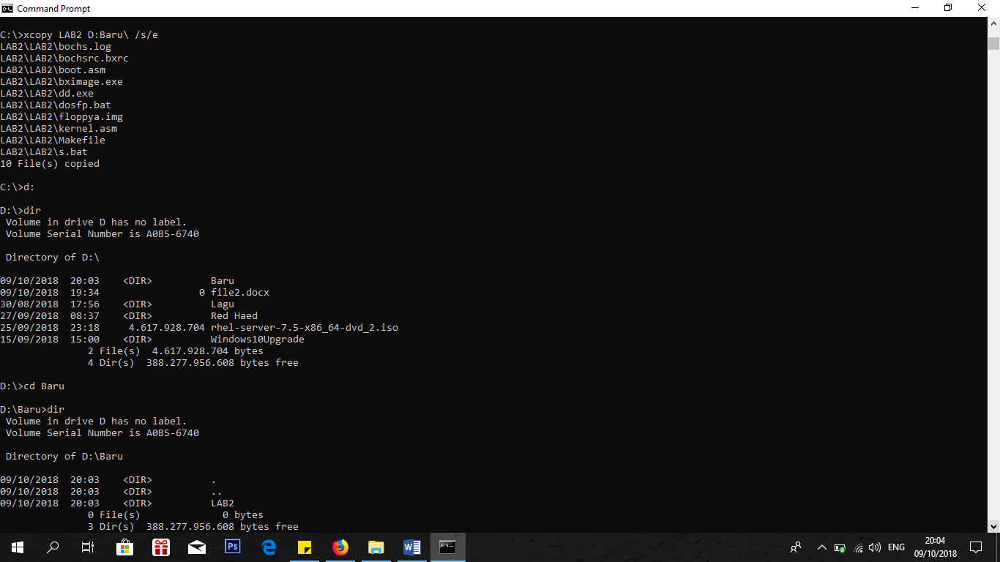 Command Prompt
C:\>xcopy LAB2 D:Baru\ /s/e
LAB2\LAB2\bochs.log
LAB2\LAB2\bochsrc.bxrc
LAB2\LAB2\boot.asm
LAB2\LAB2\bximage.exe
LAB2\LAB2\dd.exe
LAB2\LAB2\dosfp.bat
LAB2\LAB2\floppya.img
LAB2\LAB2\kernel.asm
LAB2\LAB2\Makefile
LAB2\LAB2\s.bat
10 File(s) copied
C:\>d:
D:\>dir
Volume in drive D has no label.
Volume Serial Number is A0B5-6740
Directory of D:\
09/10/2018  20:03    <DIR>          Baru
09/10/2018  19:34                 0 file2.docx
30/08/2018  17:56    <DIR>          Lagu
27/09/2018  08:37    <DIR>          Red Haed
25/09/2018  23:18     4.617.928.704 rhel-server-7.5-x86_64-dvd_2.iso
15/09/2018  15:00    <DIR>          Windows10Upgrade
2 File(s)  4.617.928.704 bytes
4 Dir(s)  388.277.956.608 bytes free
D:\>cd Baru
D:\Baru>dir
Volume in drive D has no label.
Volume Serial Number is A0B5-6740
Directory of D:\Baru
09/10/2018  20:03    <DIR>          .
09/10/2018  20:03    <DIR>          ..
09/10/2018  20:03    <DIR>          LAB2
0 File(s)              0 bytes
3 Dir(s)  388.277.956.608 bytes free
Ps
ENG
20:04
09/10/2018